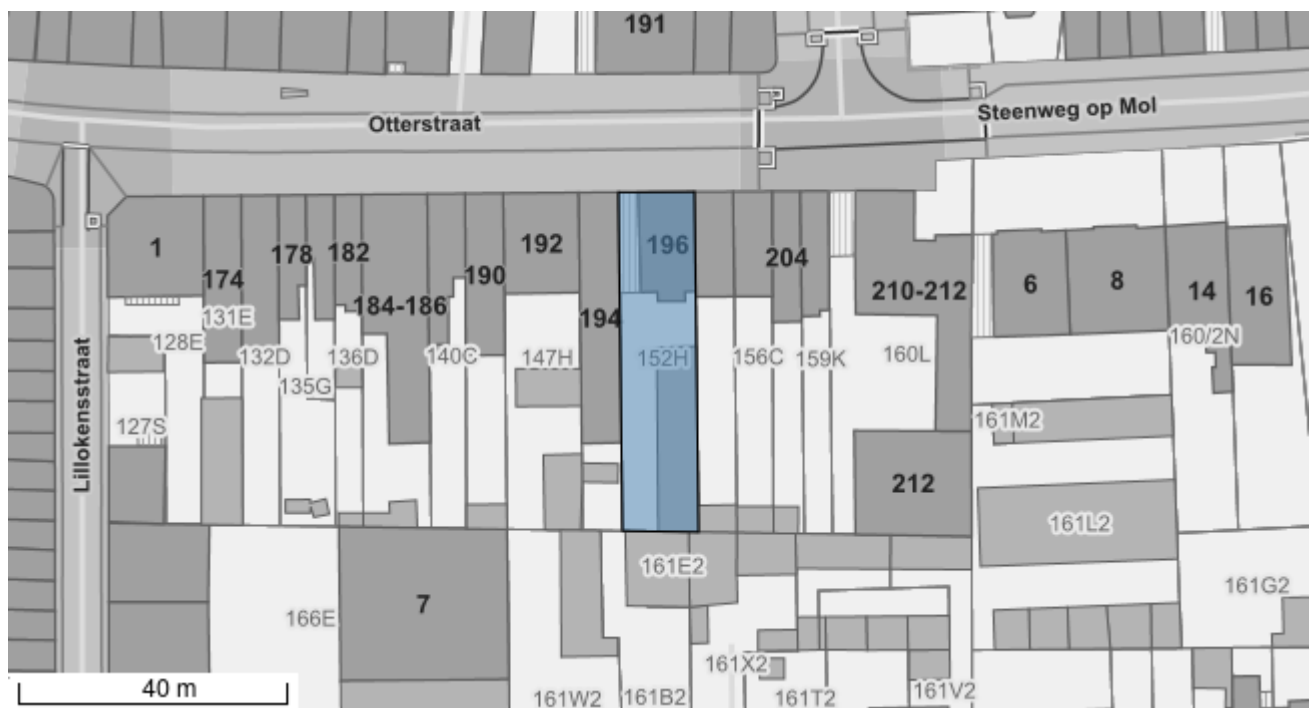 191
Otterstraat
Steenweg op Mol
Lillokensstraat
1
174
178
182
184-186
190
192
194
196
204
210-212
6
8
14
16
131E
128E
132D
135G
136D
140C
147H
152H
156C
159K
160L
160/2N
127S
161M2
212
161L2
161E2
7
166E
161G2
161X2
161W2
161B2
161T2
161V2
40 m